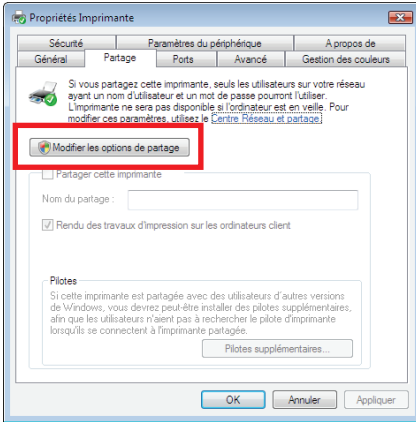 Propriétés Imprimante
Sécurité Paramètres du périphérique A propos de
Général Partage Ports Avancé Gestion des couleurs
Si vous partagez cette imprimante, seuls les utilisateurs sur votre réseau
ayant un nom d'utilisateur et un mot de passe pourront l'utiliser.
L'imprimante ne sera pas disponible si l'ordinateur est en veille. Pour
modifier ces paramètres, utilisez le Centre Réseau et partage.
Modifier les options de partage
Partager cette imprimante
Nom du partage :
Rendu des travaux d'impression sur les ordinateurs client
Pilotes
Si cette imprimante est partagée avec des utilisateurs d'autres versions
de Windows, vous devrez peut-être installer des pilotes supplémentaires,
afin que les utilisateurs n'aient pas à rechercher le pilote d'imprimante
lorsqu'ils se connectent à l'imprimante partagée.
Pilotes supplémentaires...
OK Annuler Appliquer